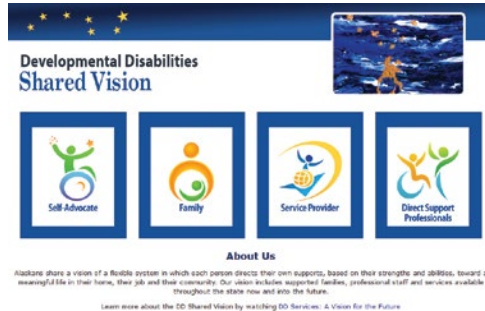 Developmental Disabilities
Shared Vision
Self-Advocate
Family
Service Provider
Direct Support
Professionals
About Us
Alaskans share a vision of a flexible system in which each person directs their own supports, based on their strengths and abilities, toward a
meaningful life in their home, their job and their community. Our vision includes supported families, professional staff and services available
throughout the state now and into the future.
Learn more about the DD Shared Vision by watching DD Services: A Vision for the Future